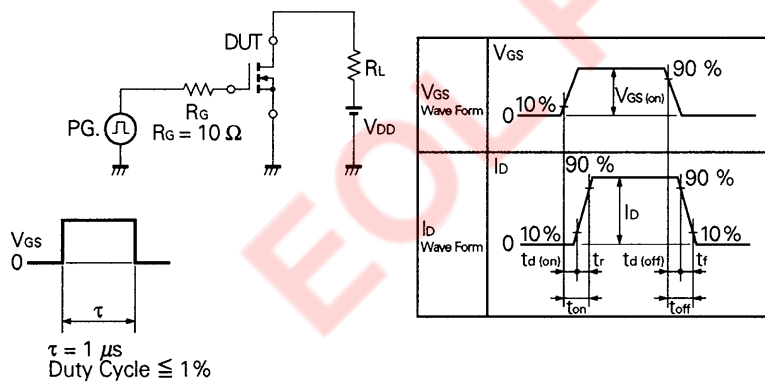 DUT
RL
RG
RG = 10 Ω
PG.
VDD
VGS
0
τ
τ = 1 μs
Duty Cycle ≦ 1%
VGS
Wave Form
VGS
10 %
0
VGS (on)
90 %
ID
Wave Form
ID
90 %
0
10 %
ID
90 %
10 %
td (on)
tr
td (off)
tf
ton
toff
EOL P